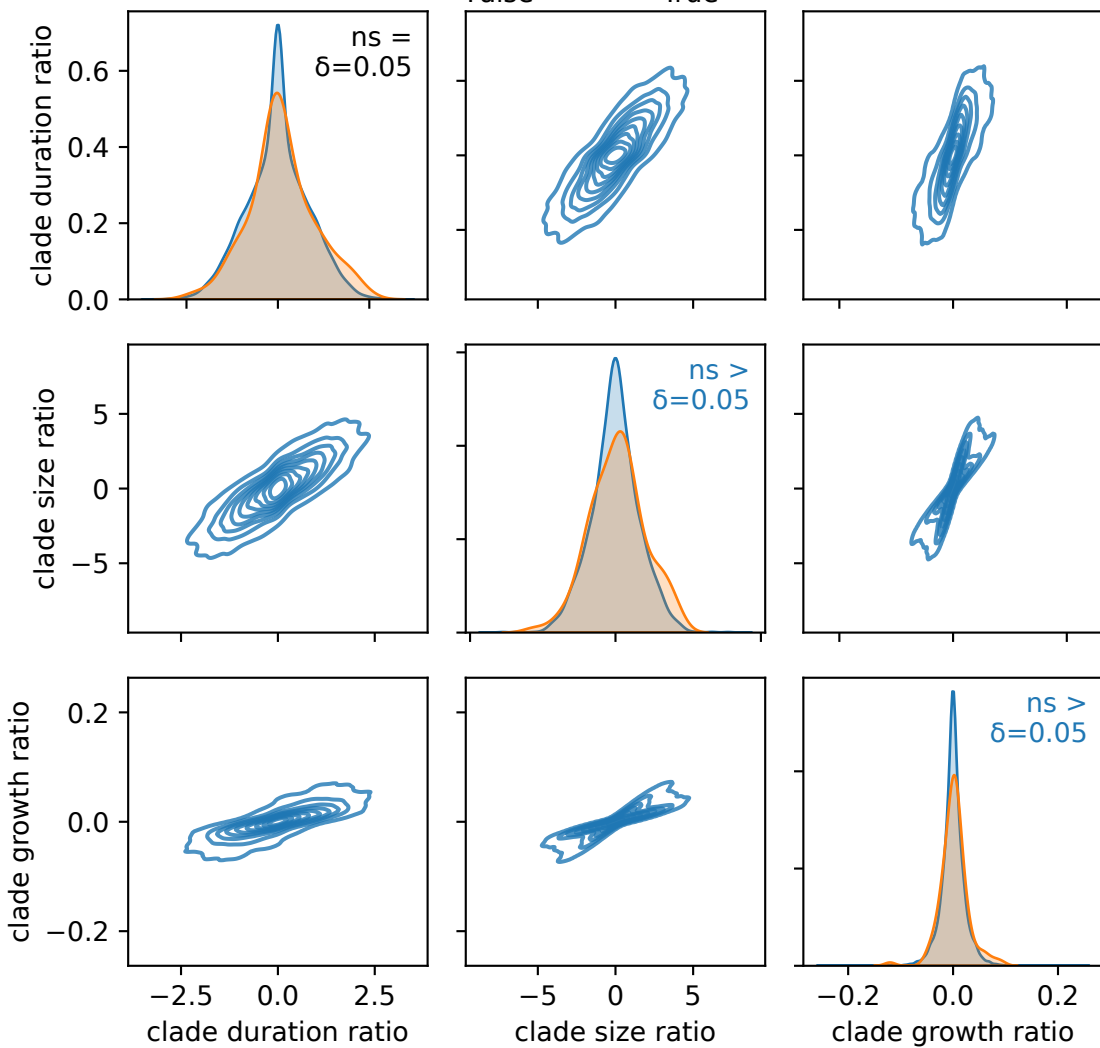 ns =
δ=0.05
clade duration ratio
0.6
0.4
0.2
0.0
ns >
δ=0.05
clade size ratio
5
0
−5
ns >
δ=0.05
clade growth ratio
0.2
0.0
−0.2
−2.5 0.0 2.5
−5 0 5
−0.2 0.0 0.2
clade duration ratio
clade size ratio
clade growth ratio